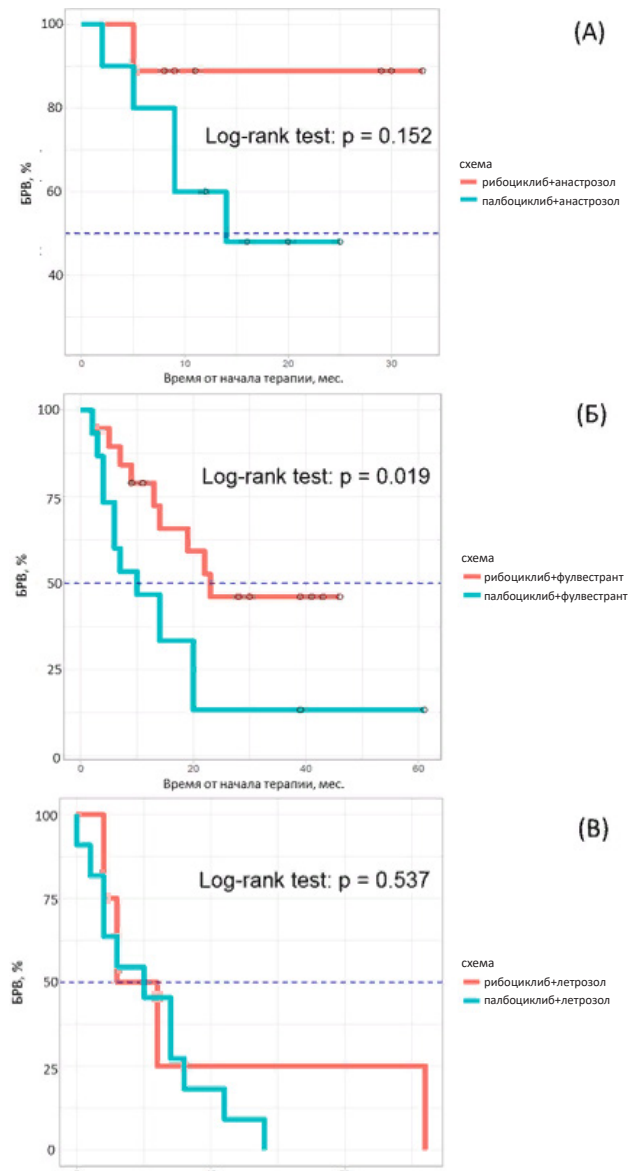 (А)
100
80
60
40
БРВ, %
Log-rank test: p = 0.152
схема
рибоциклиб+анастрозол
палбоциклиб+анастрозол
0 10 20 30
Время от начала терапии, мес.
(Б)
100
75
50
25
0
БРВ, %
Log-rank test: p = 0.019
схема
рибоциклиб+фулвестрант
палбоциклиб+фулвестрант
0 20 40 60
Время от начала терапии, мес.
(В)
100
75
50
25
0
БРВ, %
Log-rank test: p = 0.537
схема
рибоциклиб+летрозол
палбоциклиб+летрозол